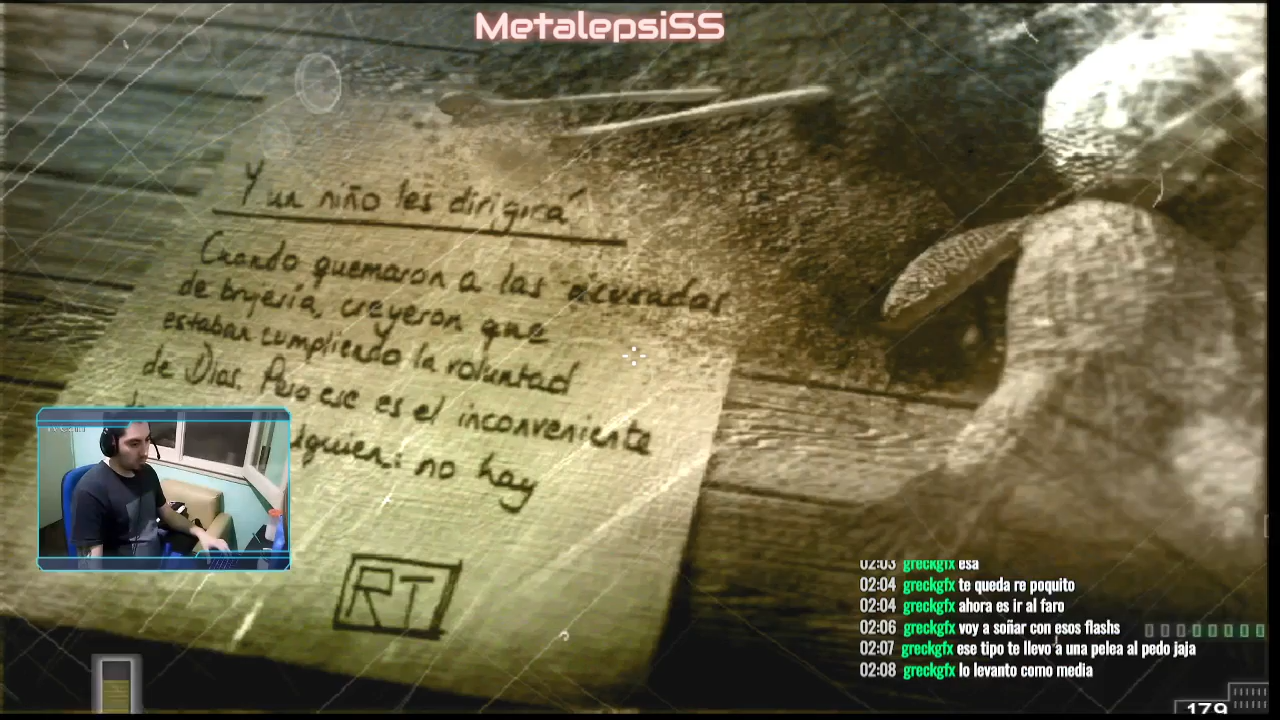 MetalepsiSS
Y un niño les dirigirá
Cuando quemaron a las acusadas
de brujería, creyeron que
estaban cumpliendo la voluntad
de Dios. Pero ese es el inconveniente
no hay
RT
02:03 greckgfx esa
02:04 greckgfx te queda re poquito
02:04 greckgfx ahora es ir al faro
02:06 greckgfx voy a soñar con esos flashs
02:07 greckgfx ese tipo te llevo a una pelea al pedo jaja
02:08 greckgfx lo levanto como media
179